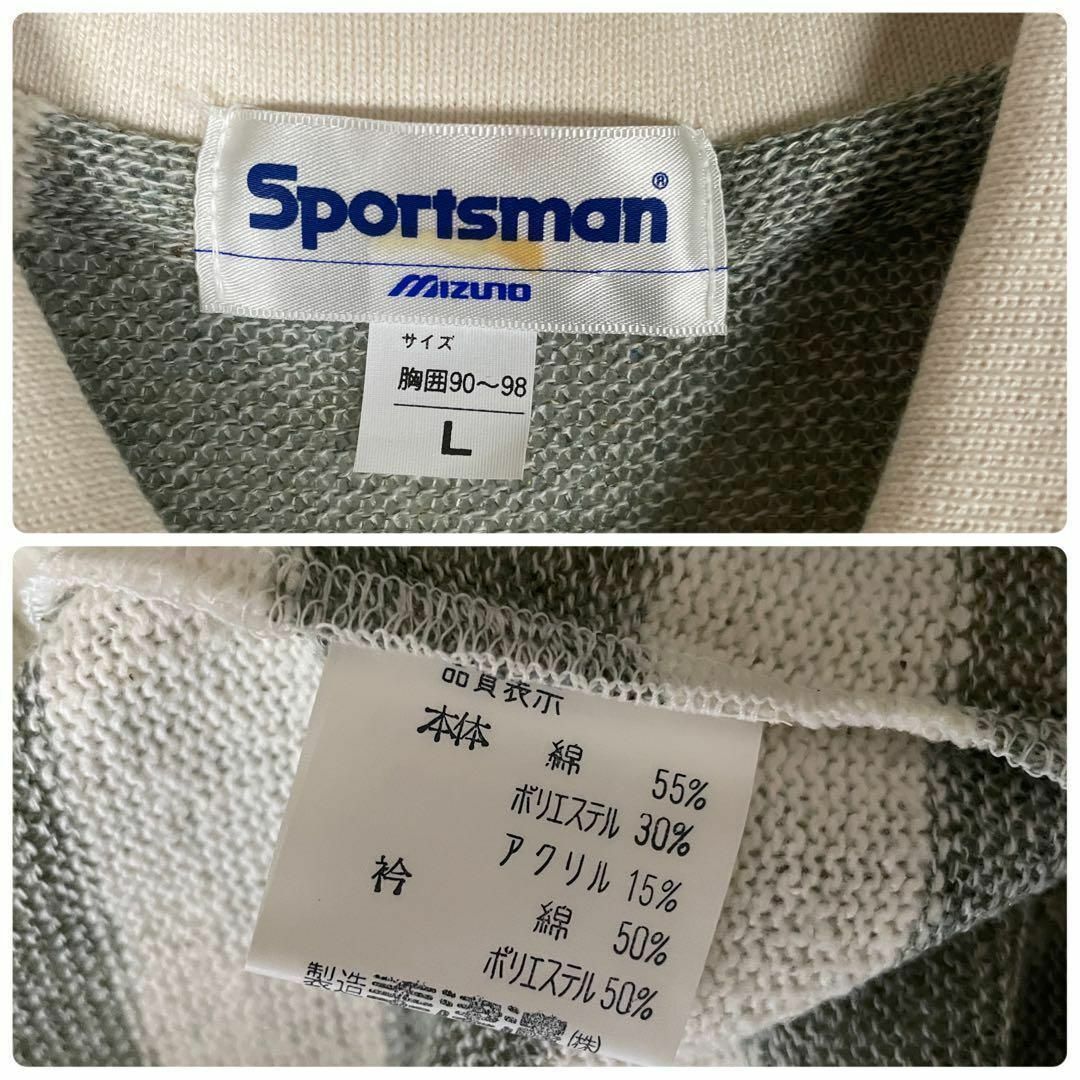 Sportsman®
MIZUNO
サイズ
胸囲90～98
L
品質表示
本体 綿 55%
ポリエステル 30%
アクリル 15%
衿 綿 50%
ポリエステル 50%
製造 (株)